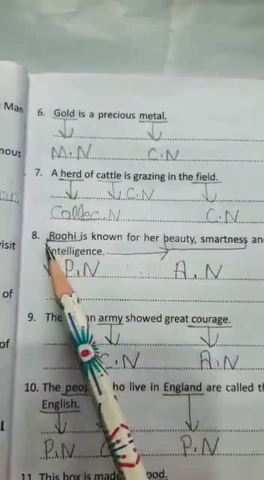 Man
6. Gold is a precious metal.
M.N C.N
nous
7. A herd of cattle is grazing in the field.
C.N
Collec.N C.N
visit
8. Roohi is known for her beauty, smartness an
intelligence.
P.N A.N
of
9. The an army showed great courage.
of
C.N A.N
10. The peop ho live in England are called th
English.
P.N P.N
11. This box is made ood.